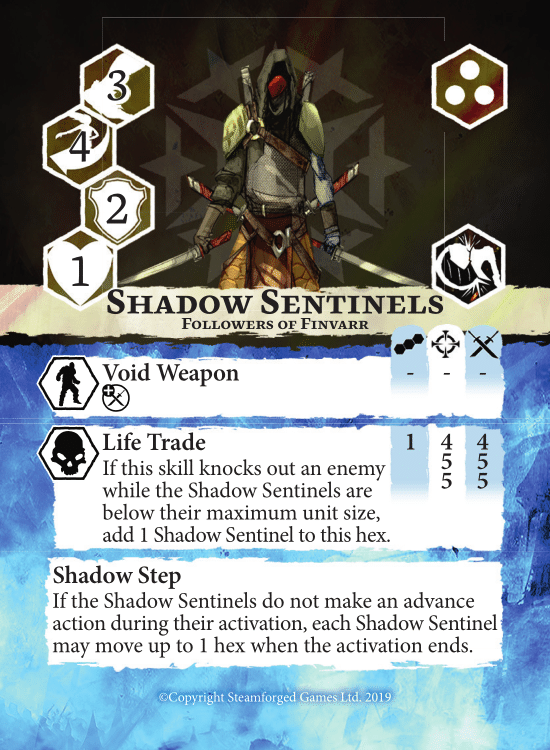 3
4
2
1
Shadow Sentinels
Followers of Finvarr
Void Weapon
- - -
Life Trade
1 4 4
5 5
5 5
If this skill knocks out an enemy
while the Shadow Sentinels are
below their maximum unit size,
add 1 Shadow Sentinel to this hex.
Shadow Step
If the Shadow Sentinels do not make an advance
action during their activation, each Shadow Sentinel
may move up to 1 hex when the activation ends.
©Copyright Steamforged Games Ltd. 2019